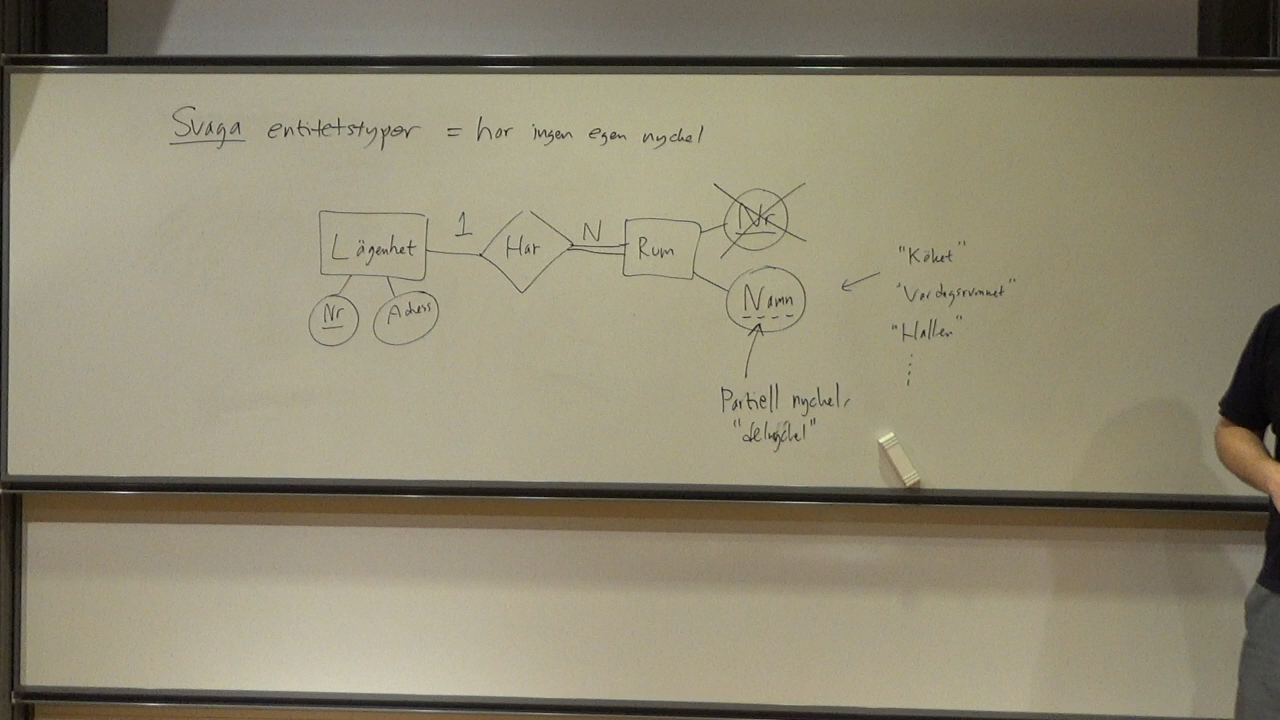 Svaga entitetstyper = har ingen egen nyckel
Lägenhet 1 Har N Rum
Nr
Nr Adress
Namn
"Köket"
"Vardagsrummet"
"Hallen"
Partiell nyckel,
"delnyckel"